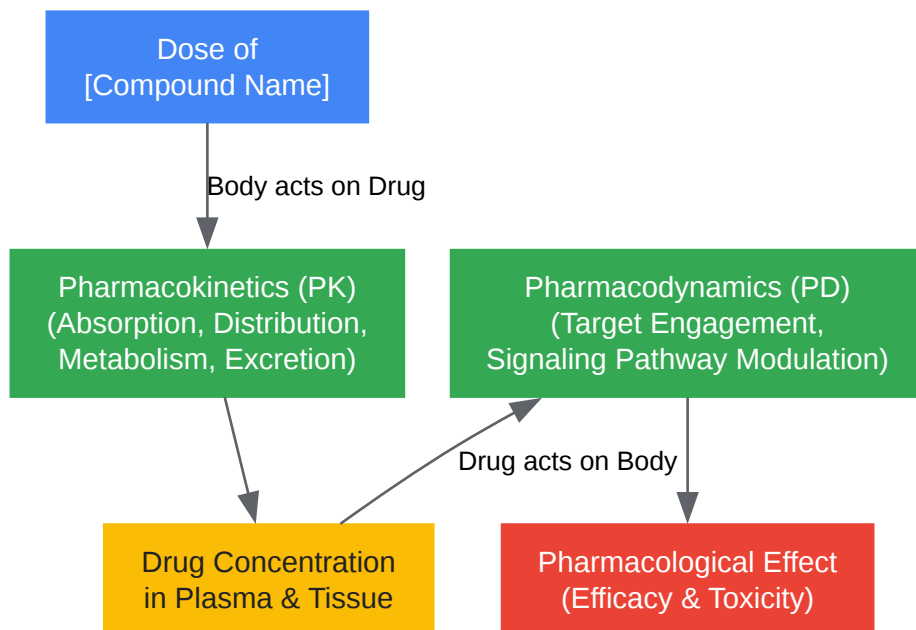 Dose of
[Compound Name]
Body acts on Drug
Pharmacokinetics (PK)
(Absorption, Distribution,
Metabolism, Excretion)
Pharmacodynamics (PD)
(Target Engagement,
Signaling Pathway Modulation)
Drug acts on Body
Drug Concentration
in Plasma & Tissue
Pharmacological Effect
(Efficacy & Toxicity)